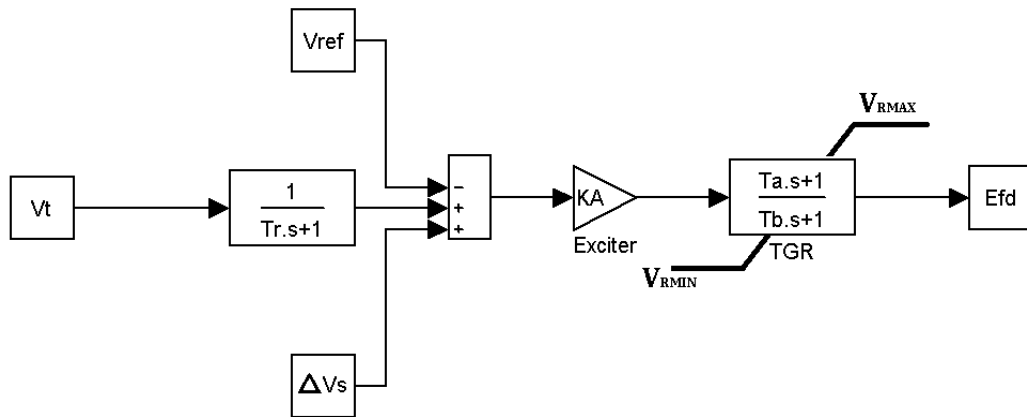 Vref
Vt
1
Tr.s+1
−
+
+
KA
Exciter
VRMAX
Ta.s+1
Tb.s+1
TGR
VRMIN
Efd
ΔVs